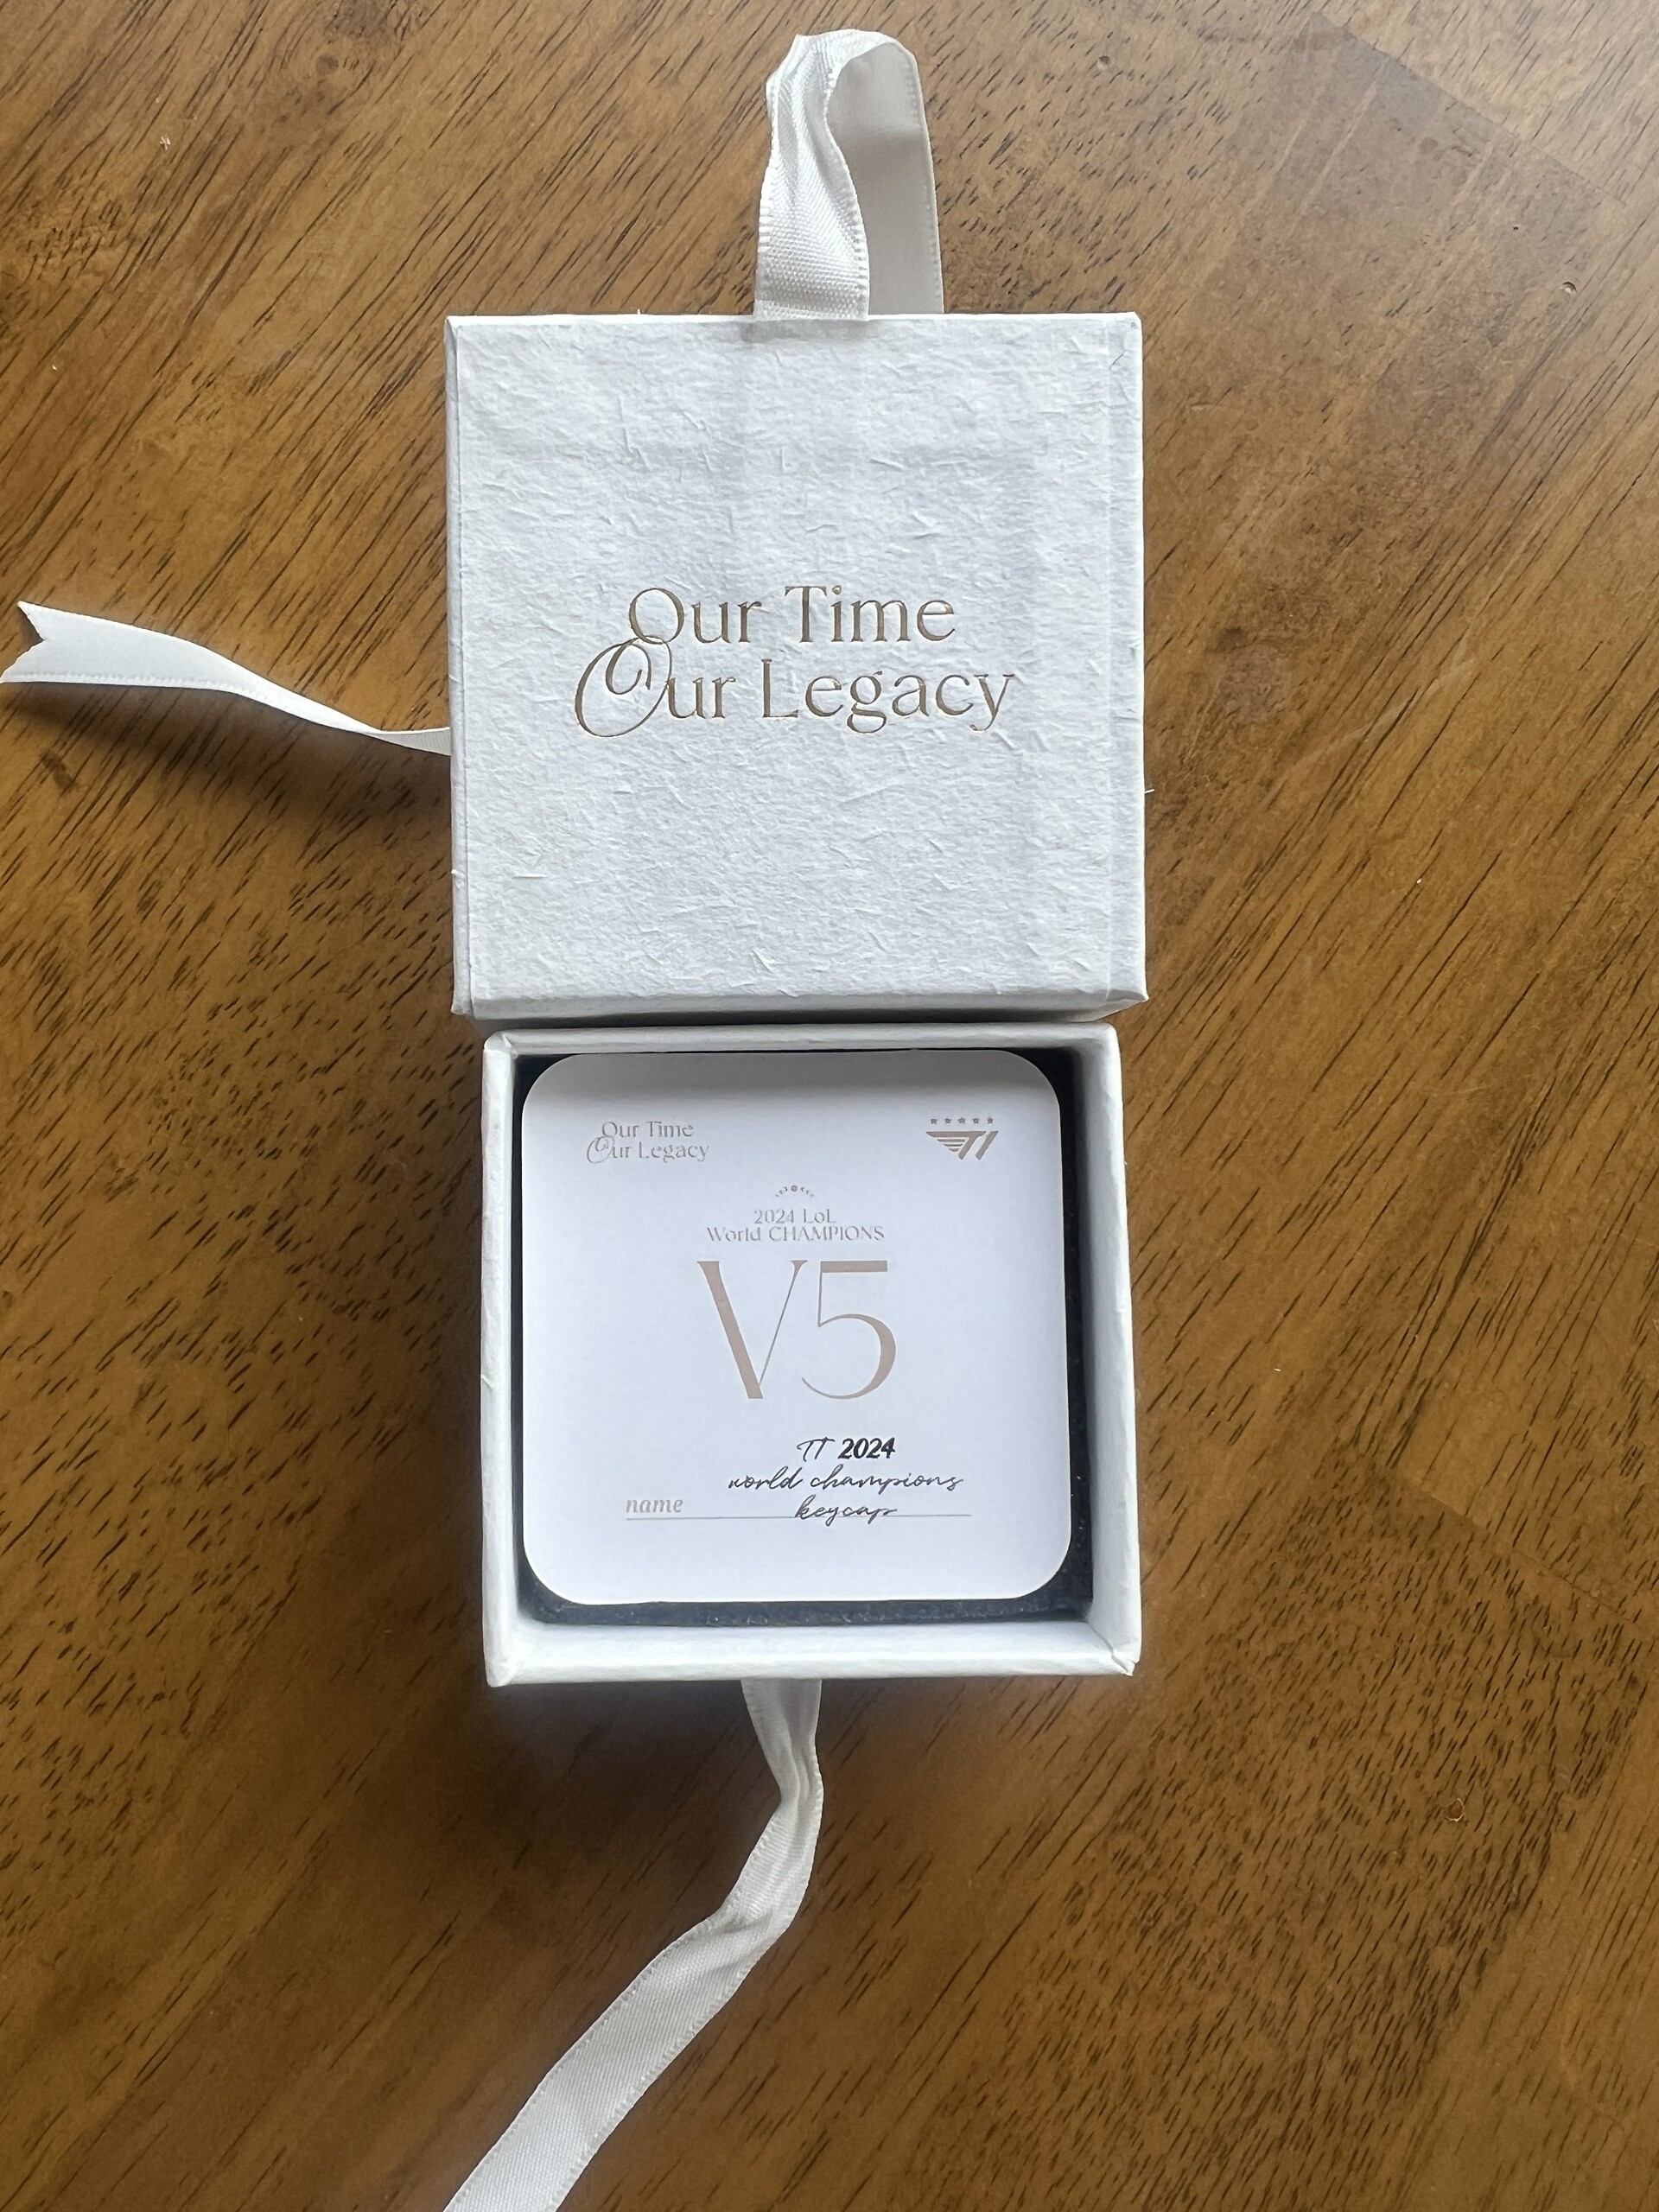 Our Time
Our Legacy
Our Time
Our Legacy
T1
2024 LoL
World CHAMPIONS
V5
T1 2024
world champions
name keycap